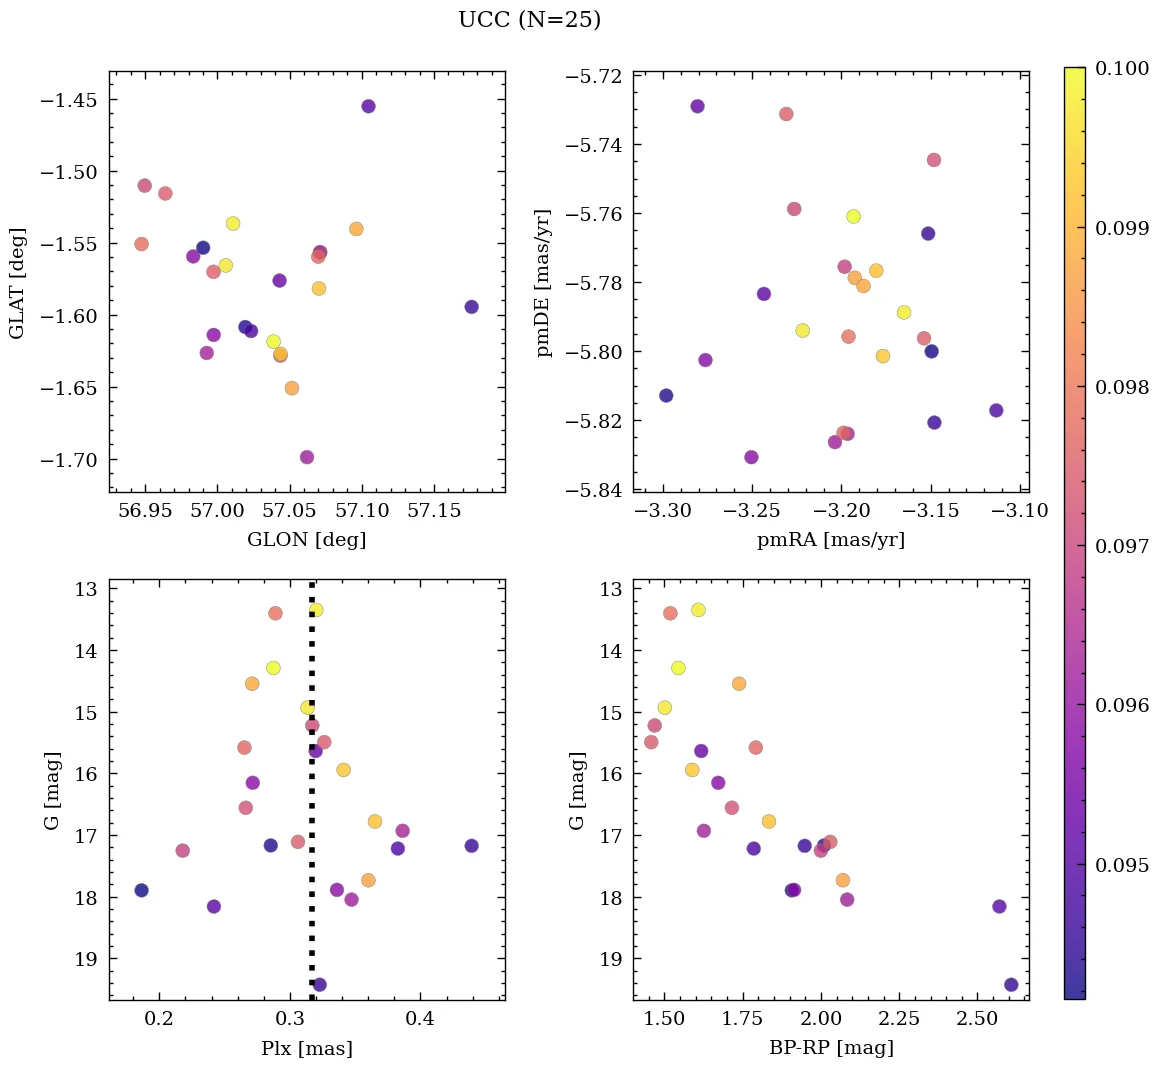 UCC (N=25)
−1.45
−1.50
−1.55
−1.60
−1.65
−1.70
GLAT [deg]
56.95 57.00 57.05 57.10 57.15
GLON [deg]
−5.72
−5.74
−5.76
−5.78
−5.80
−5.82
−5.84
pmDE [mas/yr]
−3.30 −3.25 −3.20 −3.15 −3.10
pmRA [mas/yr]
13
14
15
16
17
18
19
G [mag]
0.2 0.3 0.4
Plx [mas]
13
14
15
16
17
18
19
G [mag]
1.50 1.75 2.00 2.25 2.50
BP-RP [mag]
0.100
0.099
0.098
0.097
0.096
0.095